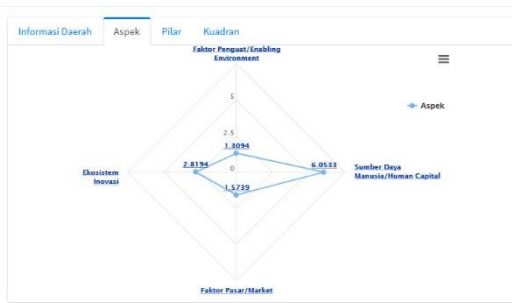 Informasi Daerah Aspek Pilar Kuadran
Faktor Penguat/Enabling
Environment
5
Aspek
2.5
1.3094
2.8194 0 6.0533
Ekosistem
Inovasi
Sumber Daya
Manusia/Human Capital
1.5739
Faktor Pasar/Market